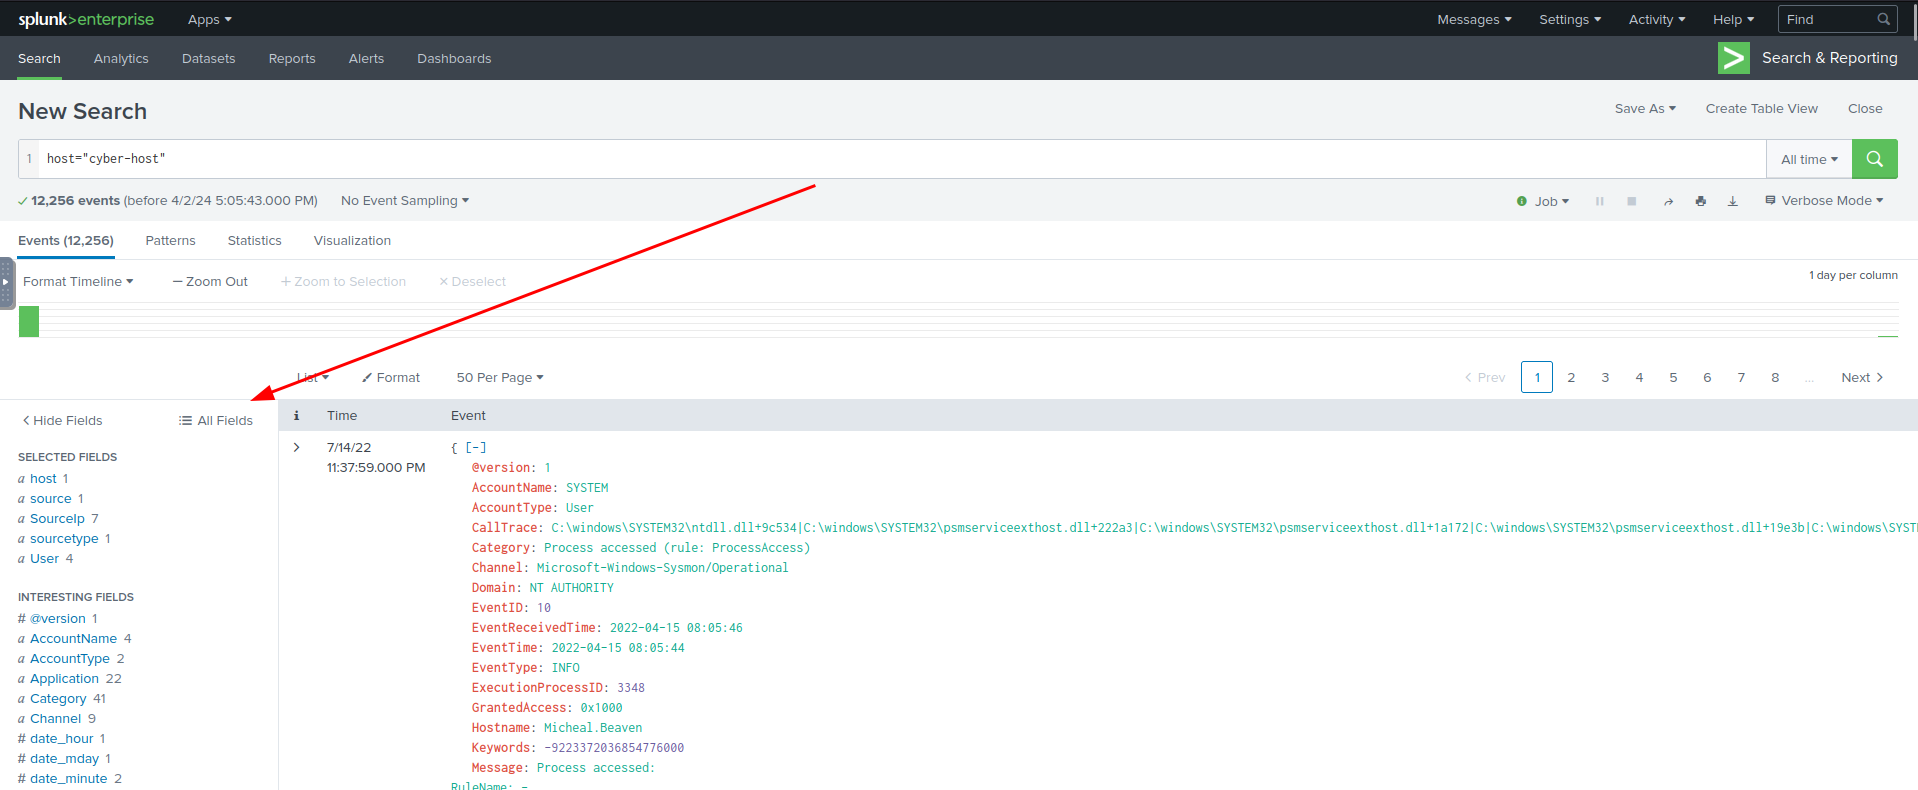 splunk>enterprise Apps Messages Settings Activity Help Find
Search Analytics Datasets Reports Alerts Dashboards Search & Reporting
New Search Save As Create Table View Close
1 host="cyber-host" All time
12,256 events (before 4/2/24 5:05:43.000 PM) No Event Sampling Job Verbose Mode
Events (12,256) Patterns Statistics Visualization
Format Timeline Zoom Out Zoom to Selection Deselect 1 day per column
List Format 50 Per Page Prev 1 2 3 4 5 6 7 8 ... Next
Hide Fields All Fields i Time Event
SELECTED FIELDS
a host 1
a source 1
a SourceIp 7
a sourcetype 1
a User 4
INTERESTING FIELDS
# @version 1
a AccountName 4
a AccountType 2
a Application 22
a Category 41
a Channel 9
# date_hour 1
# date_mday 1
# date_minute 2
7/14/22
11:37:59.000 PM
{ [-]
@version: 1
AccountName: SYSTEM
AccountType: User
CallTrace: C:\windows\SYSTEM32\ntdll.dll+9c534|C:\windows\SYSTEM32\psmserviceexthost.dll+222a3|C:\windows\SYSTEM32\psmserviceexthost.dll+1a172|C:\windows\SYSTEM32\psmserviceexthost.dll+19e3b|C:\windows\SYST
Category: Process accessed (rule: ProcessAccess)
Channel: Microsoft-Windows-Sysmon/Operational
Domain: NT AUTHORITY
EventID: 10
EventReceivedTime: 2022-04-15 08:05:46
EventTime: 2022-04-15 08:05:44
EventType: INFO
ExecutionProcessID: 3348
GrantedAccess: 0x1000
Hostname: Micheal.Beaven
Keywords: -9223372036854776000
Message: Process accessed:
RuleName: -